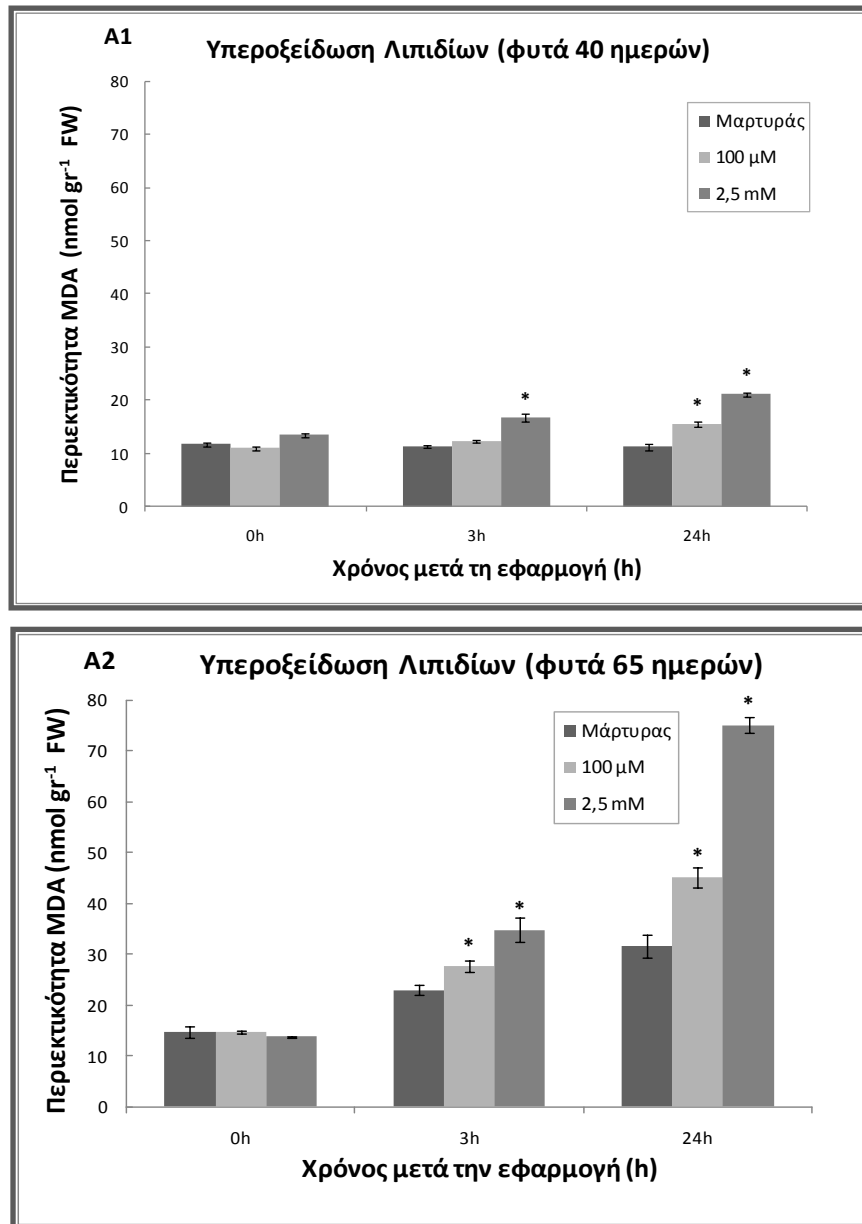 A1
Υπεροξείδωση Λιπιδίων (φυτά 40 ημερών)
Περιεκτικότητα MDA (nmol gr⁻¹ FW)
80
70
60
50
40
30
20
10
0
Μαρτυράς
100 μM
2,5 mM
*
*
*
0h
3h
24h
Χρόνος μετά τη εφαρμογή (h)
A2
Υπεροξείδωση Λιπιδίων (φυτά 65 ημερών)
Περιεκτικότητα MDA (nmol gr⁻¹ FW)
80
70
60
50
40
30
20
10
0
Μάρτυρας
100 μM
2,5 mM
*
*
*
*
0h
3h
24h
Χρόνος μετά την εφαρμογή (h)